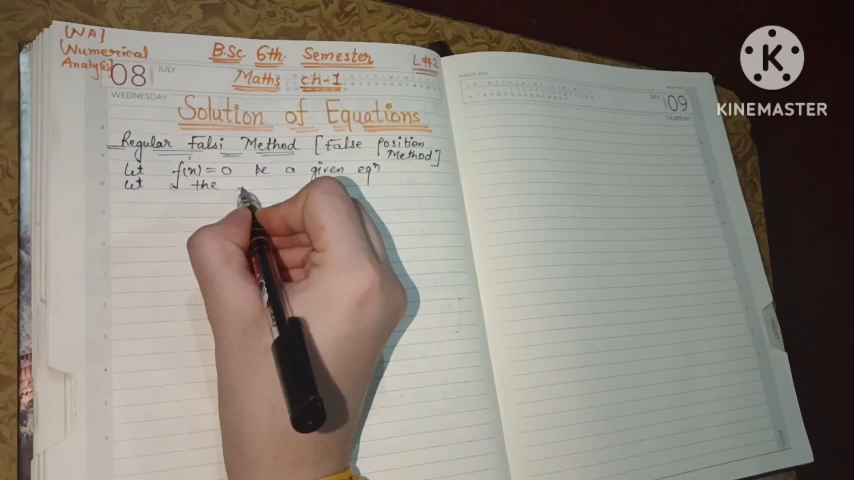 [NA]
[Numerical
Analysis]
B.Sc. 6th Semester
L#2
Maths ch-1
08 JULY
WEDNESDAY
Solution of Equations
Regular Falsi Method [False Position
Method]
Let f(x) = 0 be a given eqn
Let the
09
THURSDAY
K
KINEMASTER